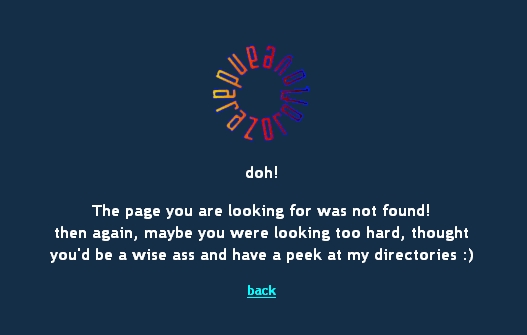 doh!
The page you are looking for was not found!
then again, maybe you were looking too hard, thought
you'd be a wise ass and have a peek at my directories :)
back